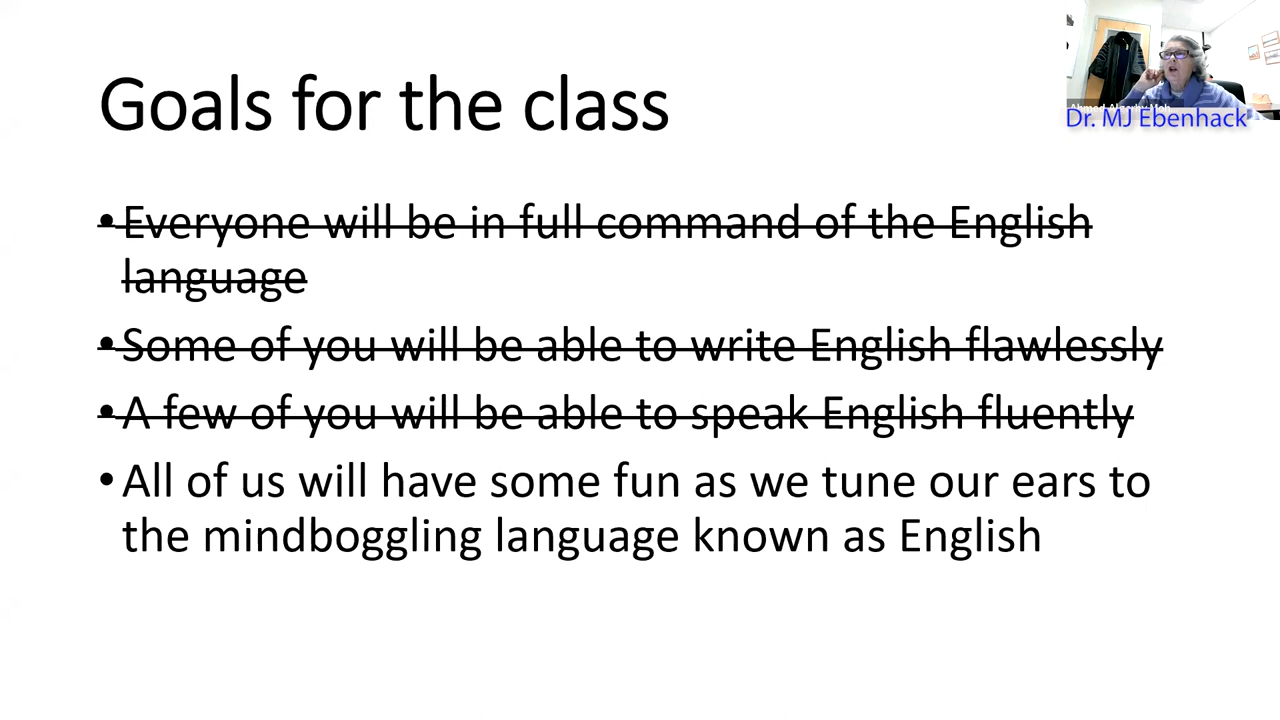 Goals for the class
Dr. MJ Ebenhack
•Everyone will be in full command of the English
language
•Some of you will be able to write English flawlessly
•A few of you will be able to speak English fluently
•All of us will have some fun as we tune our ears to
the mindboggling language known as English